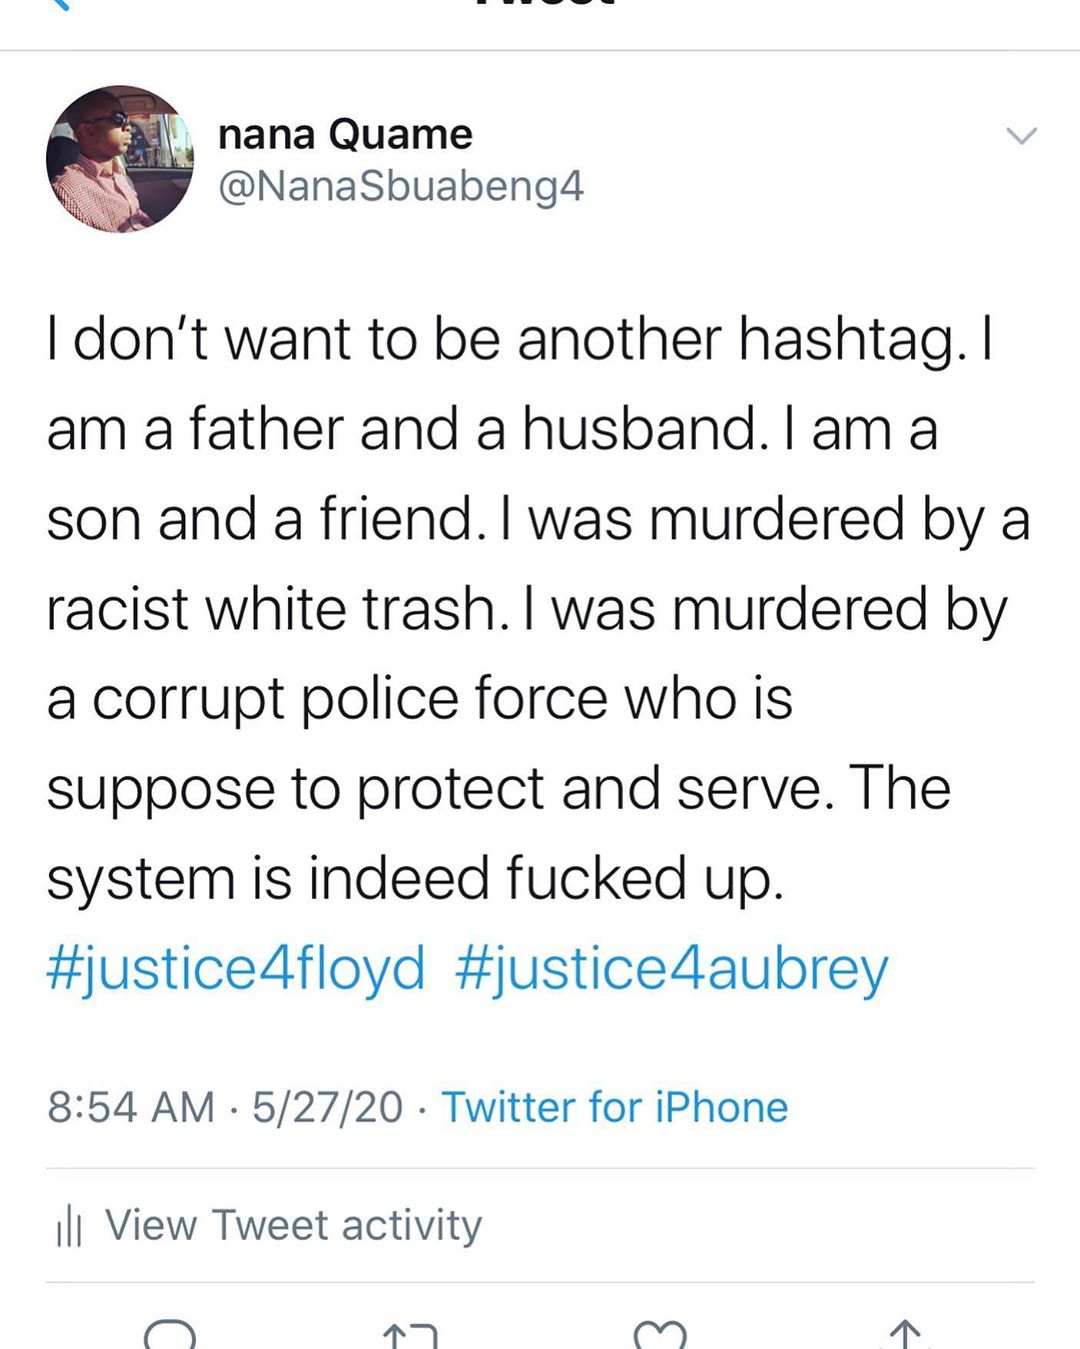 Tweet
nana Quame
@NanaSbuabeng4
I don’t want to be another hashtag. I
am a father and a husband. I am a
son and a friend. I was murdered by a
racist white trash. I was murdered by
a corrupt police force who is
suppose to protect and serve. The
system is indeed fucked up.
#justice4floyd #justice4aubrey
8:54 AM · 5/27/20 · Twitter for iPhone
View Tweet activity